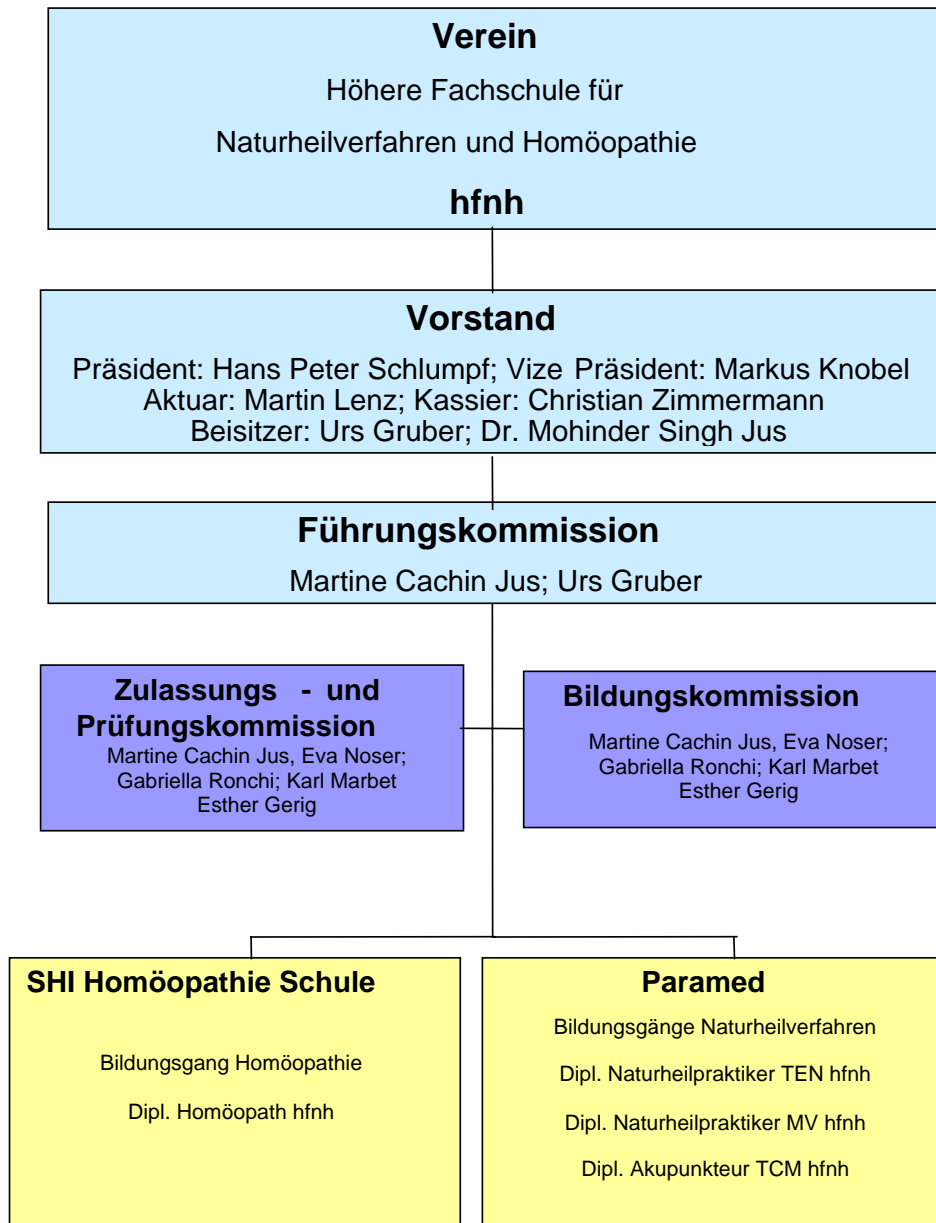 Verein
Höhere Fachschule für
Naturheilverfahren und Homöopathie
hfnh
Vorstand
Präsident: Hans Peter Schlumpf; Vize Präsident: Markus Knobel
Aktuar: Martin Lenz; Kassier: Christian Zimmermann
Beisitzer: Urs Gruber; Dr. Mohinder Singh Jus
Führungskommission
Martine Cachin Jus; Urs Gruber
Zulassungs - und
Prüfungskommission
Martine Cachin Jus, Eva Noser;
Gabriella Ronchi; Karl Marbet
Esther Gerig
Bildungskommission
Martine Cachin Jus, Eva Noser;
Gabriella Ronchi; Karl Marbet
Esther Gerig
SHI Homöopathie Schule
Bildungsgang Homöopathie
Dipl. Homöopath hfnh
Paramed
Bildungsgänge Naturheilverfahren
Dipl. Naturheilpraktiker TEN hfnh
Dipl. Naturheilpraktiker MV hfnh
Dipl. Akupunkteur TCM hfnh